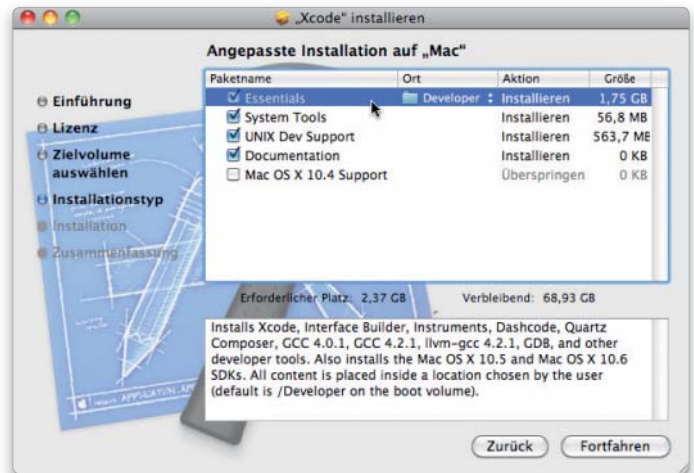 „Xcode“ installieren
Angepasste Installation auf „Mac“
Einführung
Lizenz
Zielvolume
auswählen
Installationstyp
Installation
Zusammenfassung
Paketname Ort Aktion Größe
Essentials Developer Installieren 1,75 GB
System Tools Installieren 56,8 MB
UNIX Dev Support Installieren 563,7 ME
Documentation Installieren 0 KB
Mac OS X 10.4 Support Überspringen 0 KB
Erforderlicher Platz: 2,37 GB Verbleibend: 68,93 GB
Installs Xcode, Interface Builder, Instruments, Dashcode, Quartz
Composer, GCC 4.0.1, GCC 4.2.1, llvm-gcc 4.2.1, GDB, and other
developer tools. Also installs the Mac OS X 10.5 and Mac OS X 10.6
SDKs. All content is placed inside a location chosen by the user
(default is /Developer on the boot volume).
Zurück Fortfahren